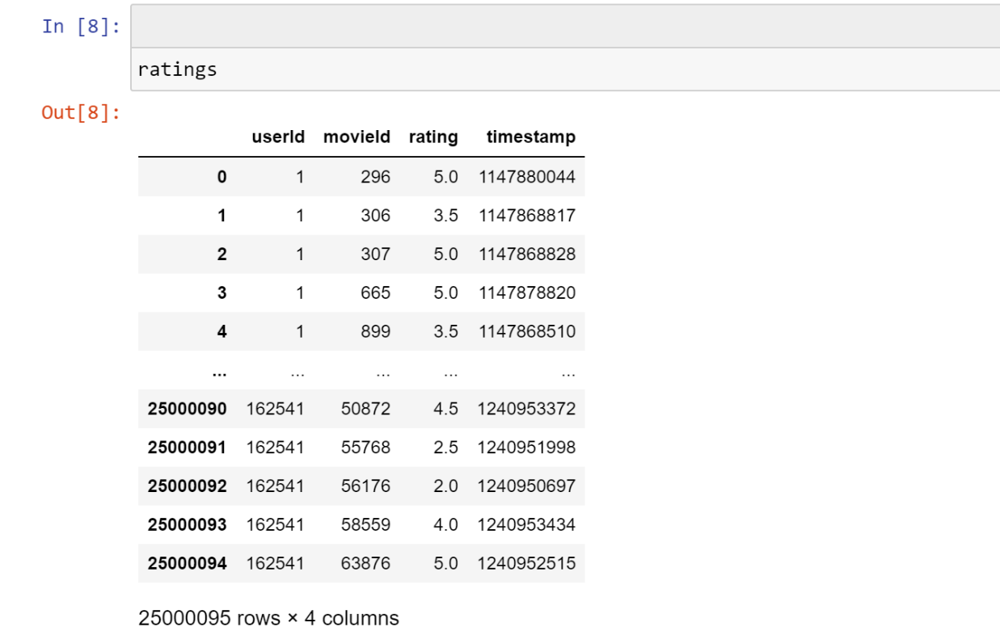 In [8]:
ratings
Out[8]:
userId movieId rating timestamp
0 1 296 5.0 1147880044
1 1 306 3.5 1147868817
2 1 307 5.0 1147868828
3 1 665 5.0 1147878820
4 1 899 3.5 1147868510
... ... ... ... ...
25000090 162541 50872 4.5 1240953372
25000091 162541 55768 2.5 1240951998
25000092 162541 56176 2.0 1240950697
25000093 162541 58559 4.0 1240953434
25000094 162541 63876 5.0 1240952515
25000095 rows × 4 columns